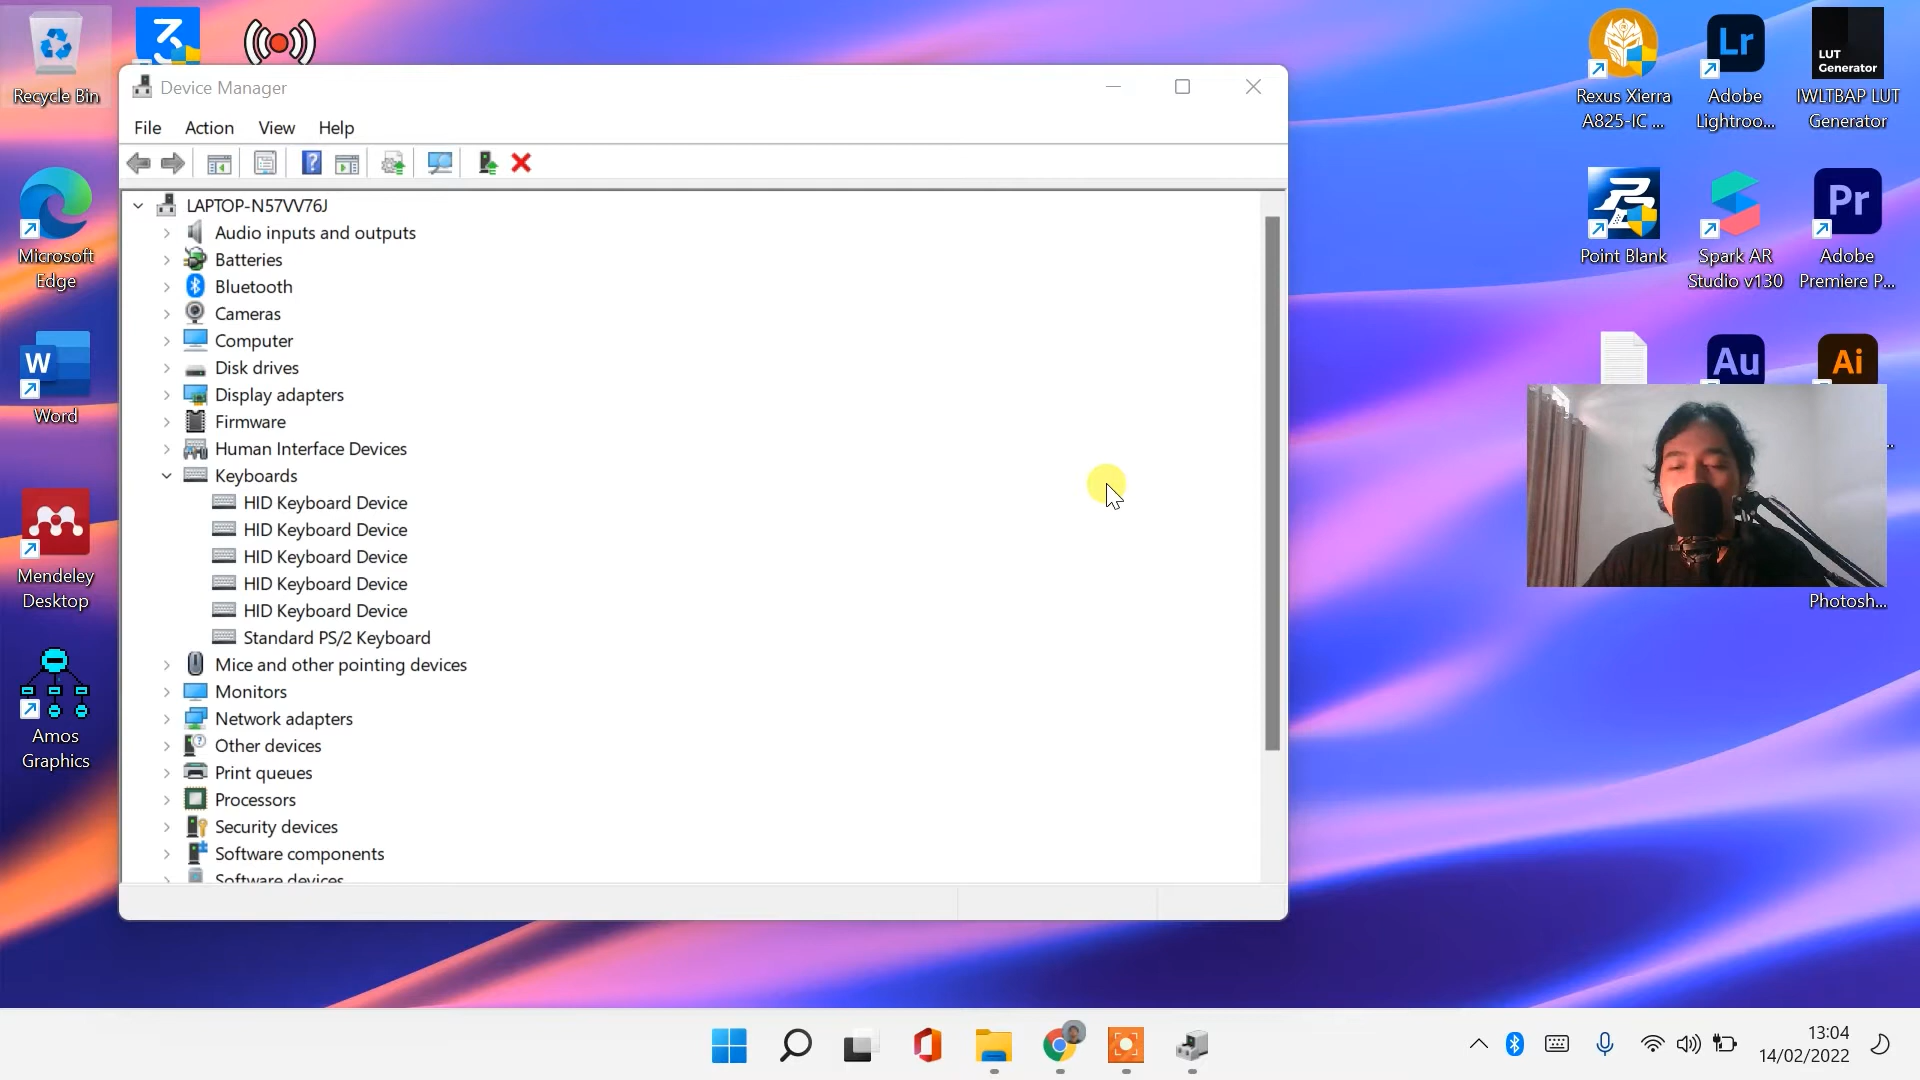 Recycle Bin
Microsoft
Edge
W
Word
Mendeley
Desktop
Amos
Graphics
Device Manager
File Action View Help
LAPTOP-N57VV76J
Audio inputs and outputs
Batteries
Bluetooth
Cameras
Computer
Disk drives
Display adapters
Firmware
Human Interface Devices
Keyboards
HID Keyboard Device
HID Keyboard Device
HID Keyboard Device
HID Keyboard Device
HID Keyboard Device
Standard PS/2 Keyboard
Mice and other pointing devices
Monitors
Network adapters
Other devices
Print queues
Processors
Security devices
Software components
Software devices
Rexus Xierra
A825-IC ...
Lr
Adobe
Lightroo...
LUT
Generator
IWLTBAP LUT
Generator
Point Blank
Spark AR
Studio v130
Pr
Adobe
Premiere P...
Au
Ai
Photosh...
13:04
14/02/2022